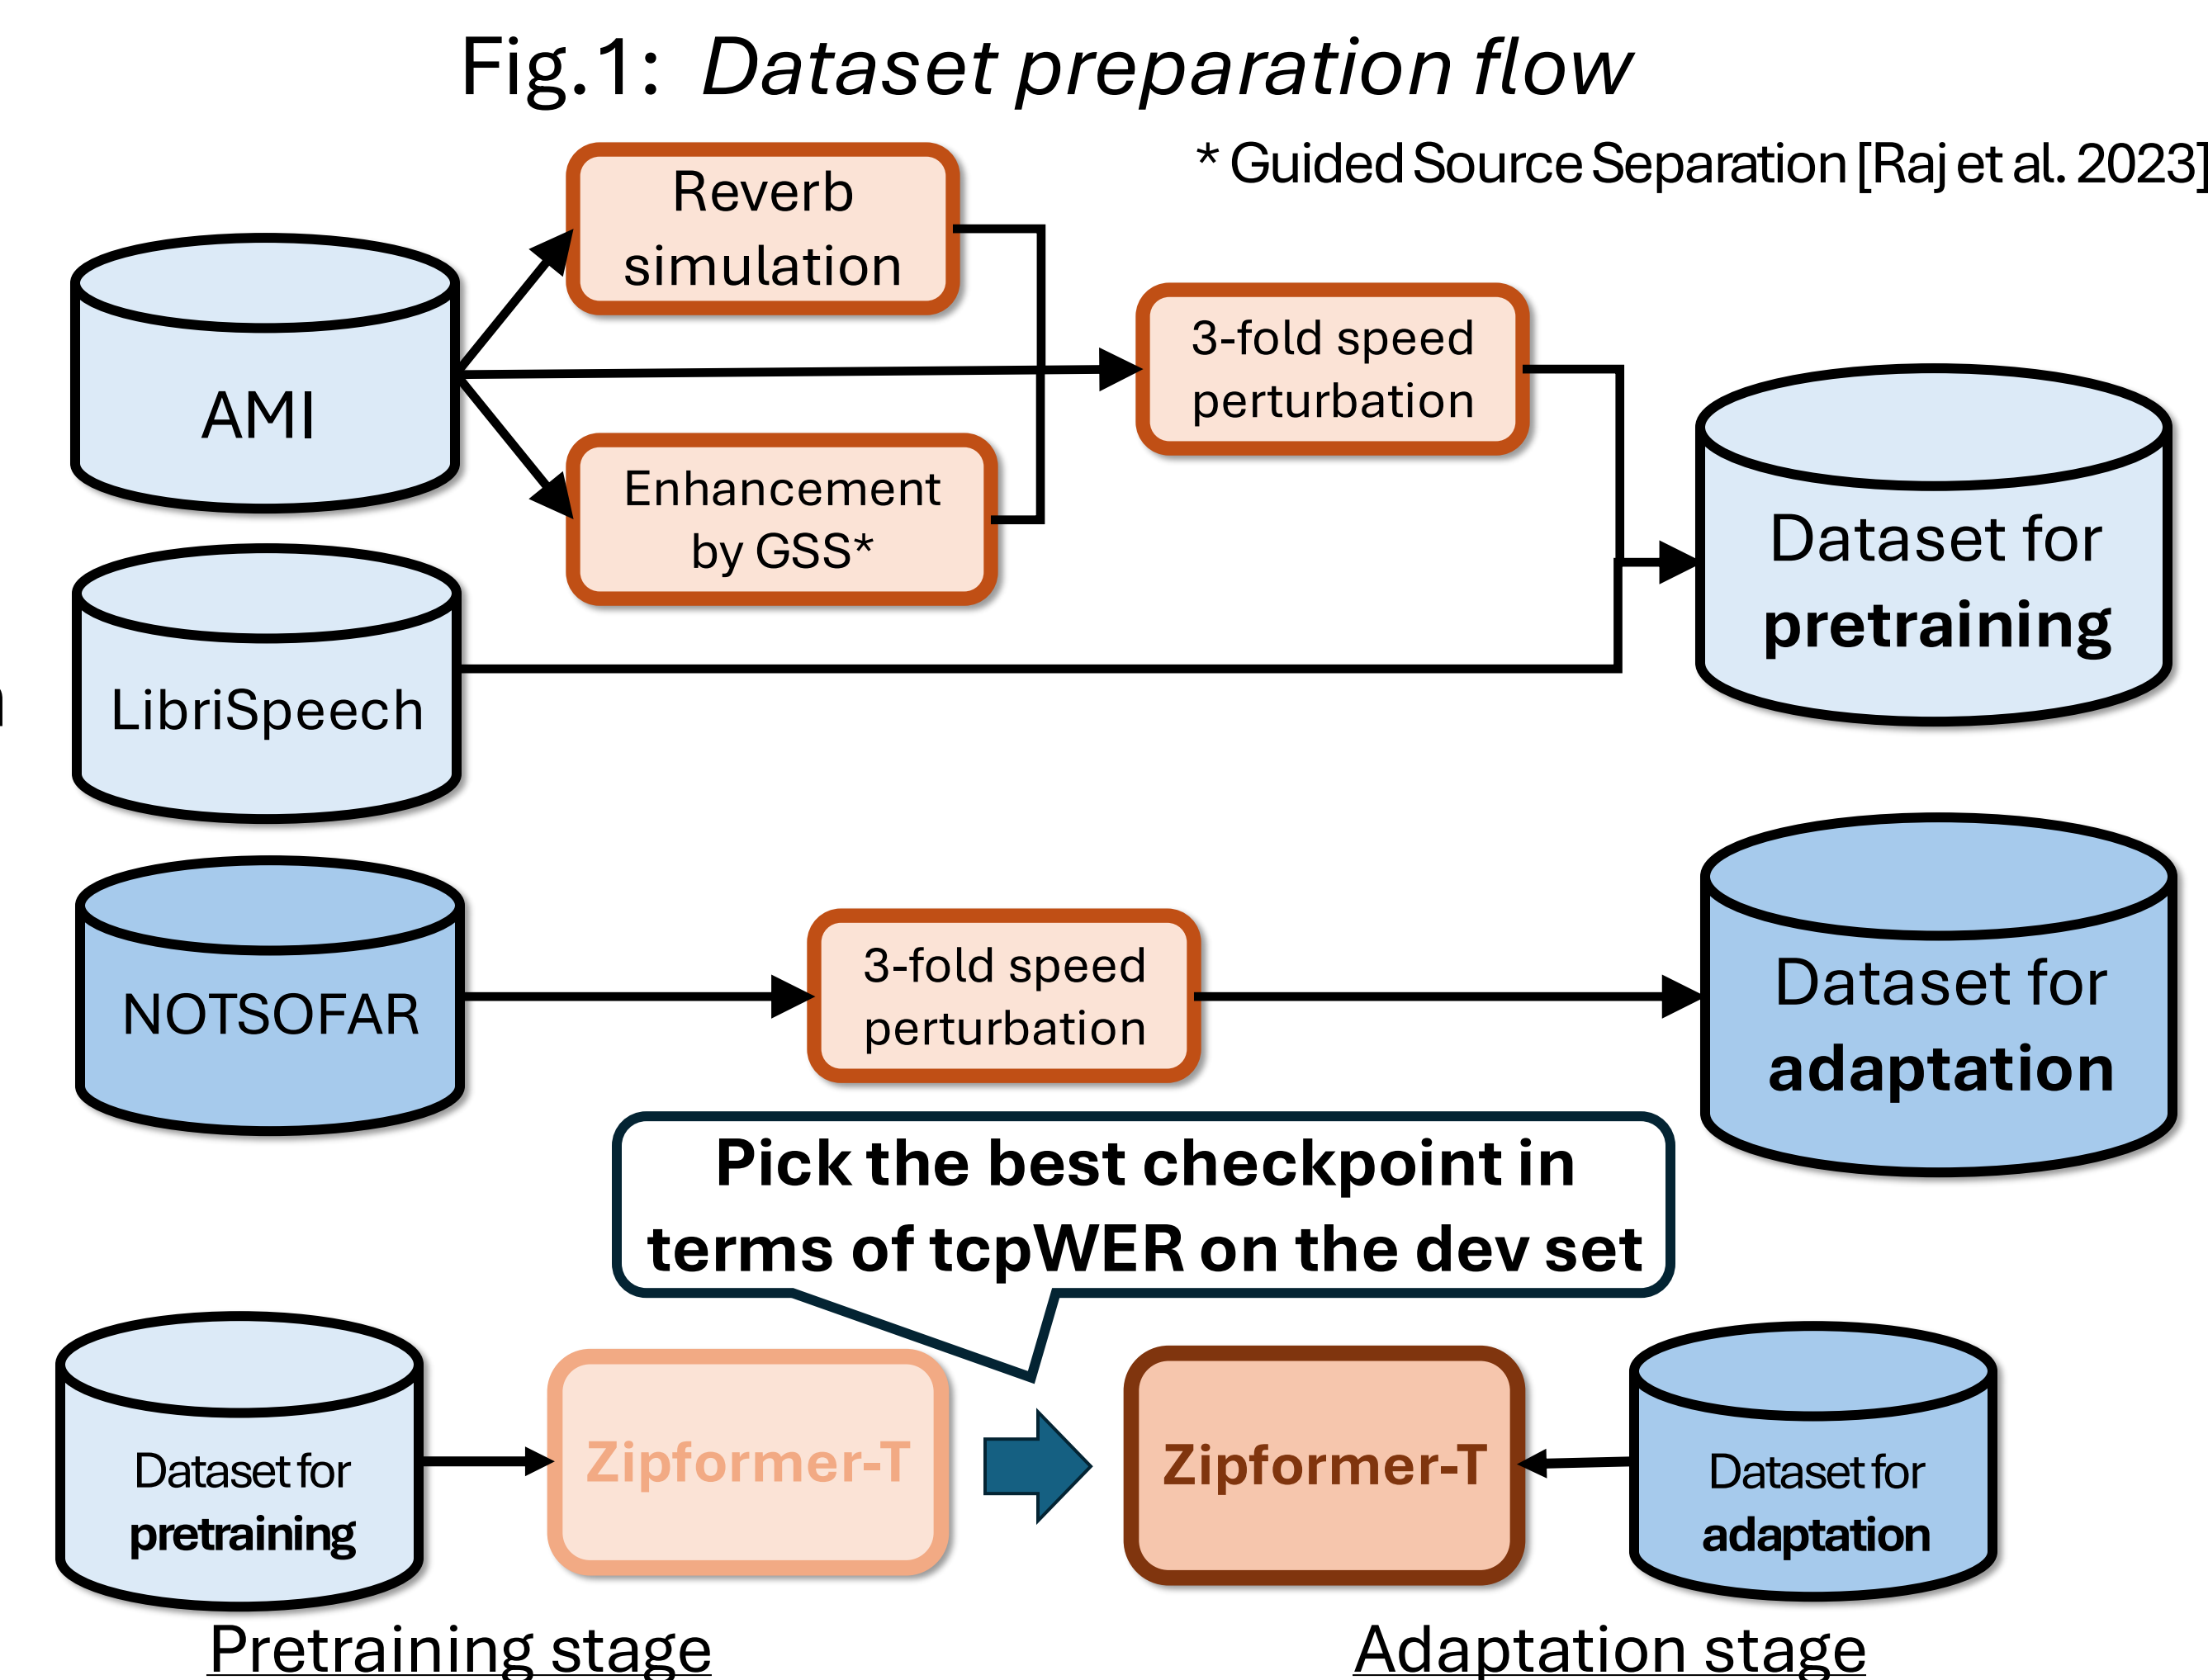 Fig.1: Dataset preparation flow
* Guided Source Separation [Raj et al. 2023]
Reverb
simulation
AMI
3-fold speed
perturbation
Enhancement
by GSS*
Dataset for
pretraining
LibriSpeech
NOTSOFAR
3-fold speed
perturbation
Dataset for
adaptation
Pick the best checkpoint in
terms of tcpWER on the dev set
Dataset for
pretraining
Zipformer-T
Zipformer-T
Dataset for
adaptation
Pretraining stage
Adaptation stage